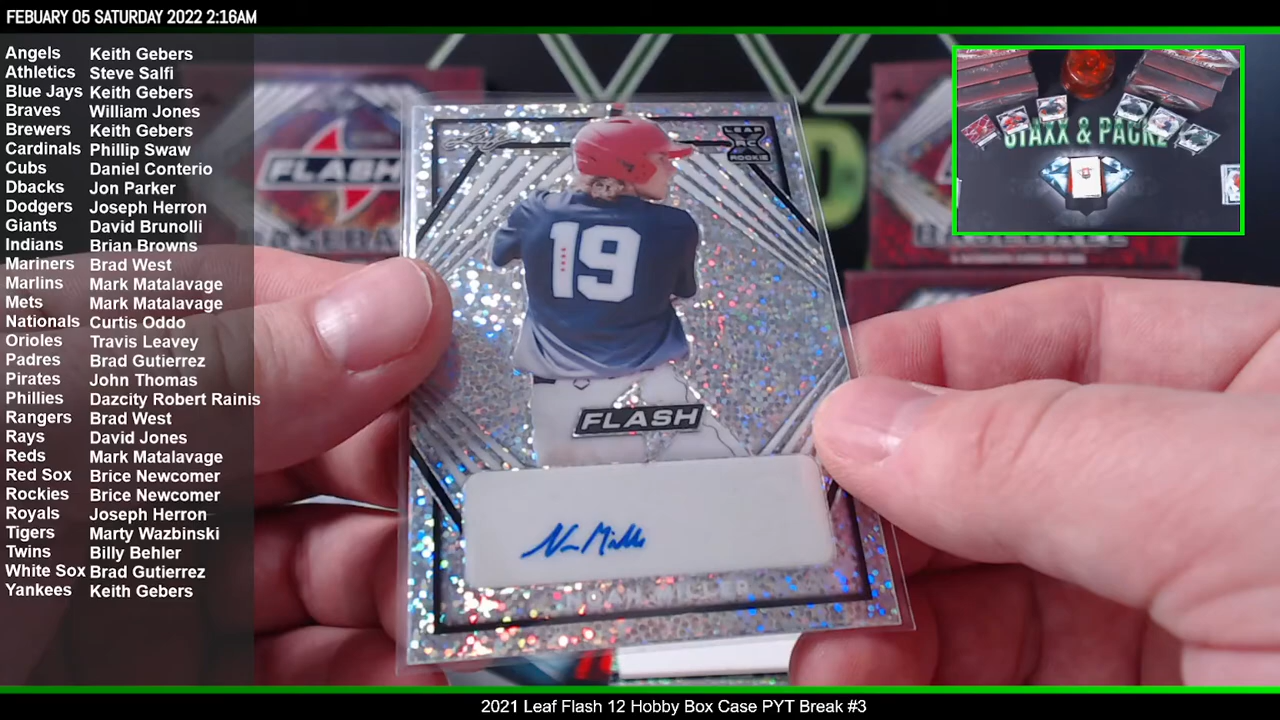 FEBUARY 05 SATURDAY 2022 2:16AM
Angels Keith Gebers
Athletics Steve Salfi
Blue Jays Keith Gebers
Braves William Jones
Brewers Keith Gebers
Cardinals Phillip Swaw
Cubs Daniel Conterio
Dbacks Jon Parker
Dodgers Joseph Herron
Giants David Brunolli
Indians Brian Browns
Mariners Brad West
Marlins Mark Matalavage
Mets Mark Matalavage
Nationals Curtis Oddo
Orioles Travis Leavey
Padres Brad Gutierrez
Pirates John Thomas
Phillies Dazcity Robert Rainis
Rangers Brad West
Rays David Jones
Reds Mark Matalavage
Red Sox Brice Newcomer
Rockies Brice Newcomer
Royals Joseph Herron
Tigers Marty Wazbinski
Twins Billy Behler
White Sox Brad Gutierrez
Yankees Keith Gebers
FLASH
Leaf
LEAF
RC
ROOKIE
19
FLASH
NOAH MILLER
STAXX & PACKZ
2021 Leaf Flash 12 Hobby Box Case PYT Break #3